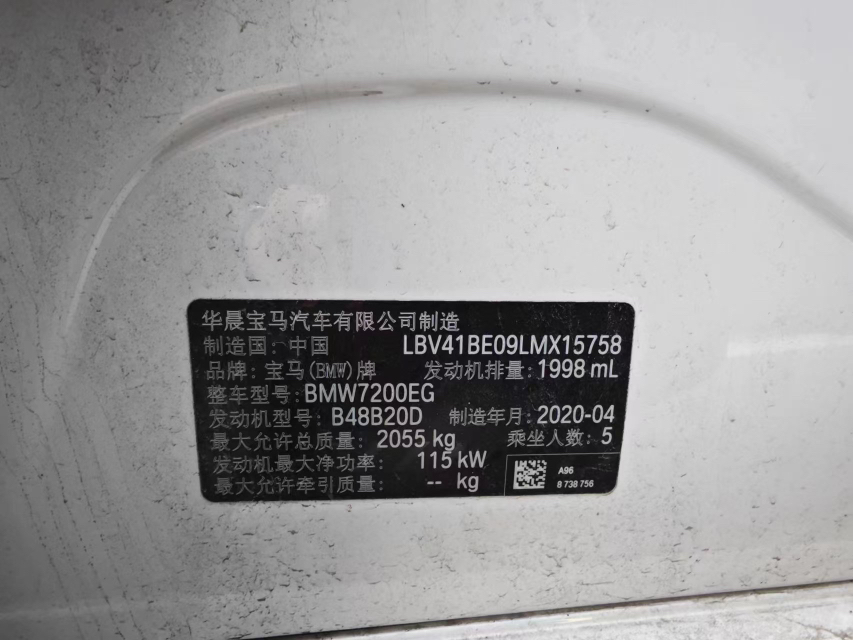 华晨宝马汽车有限公司制造
制造国：中国 LBV41BE09LMX15758
品牌：宝马(BMW)牌 发动机排量：1998 mL
整车型号：BMW7200EG
发动机型号：B48B20D 制造年月：2020-04
最大允许总质量：2055 kg 乘坐人数：5
发动机最大净功率： 115 kW
最大允许牵引质量： -- kg
A96
8 738 756